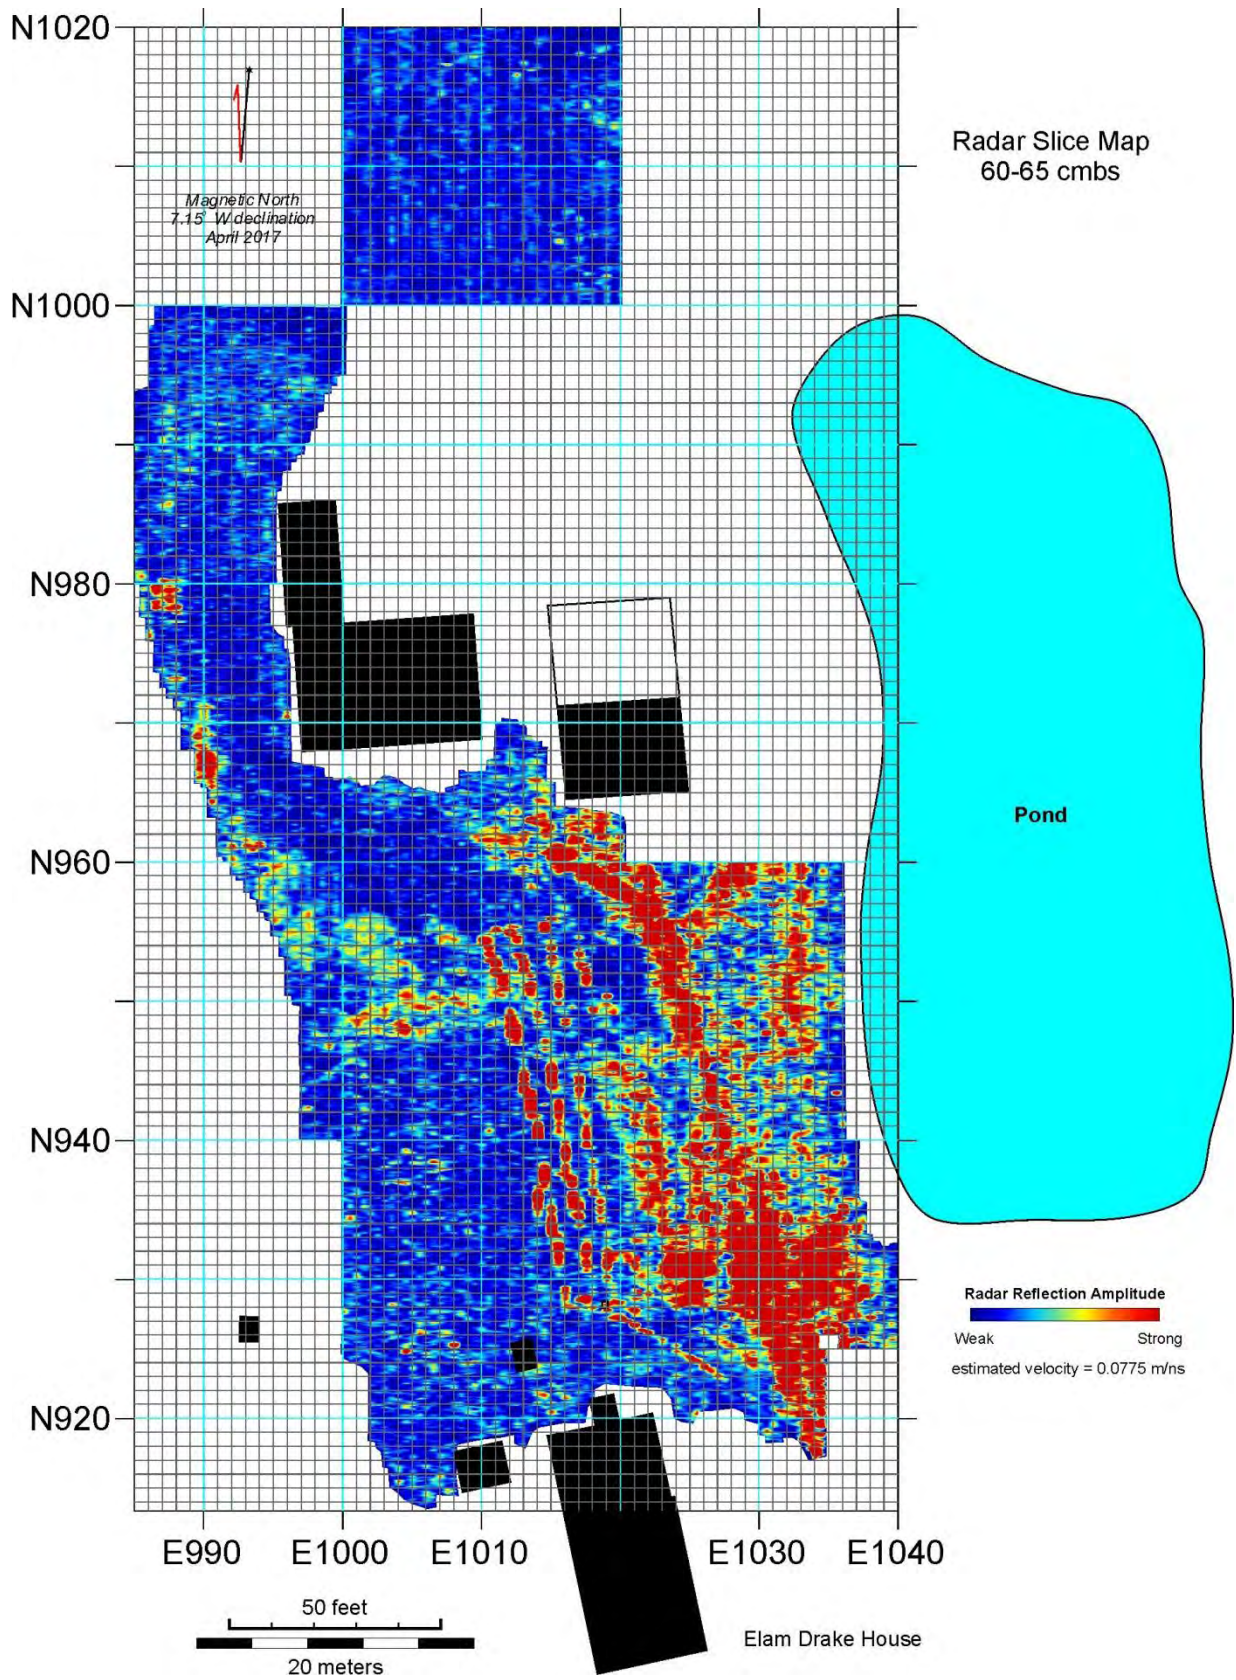 N1020
Radar Slice Map
60-65 cmbs
Magnetic North
7.15° W declination
April 2017
N1000
N980
Pond
N960
N940
Radar Reflection Amplitude
Weak
Strong
estimated velocity = 0.0775 m/ns
N920
E990
E1000
E1010
E1030
E1040
50 feet
20 meters
Elam Drake House